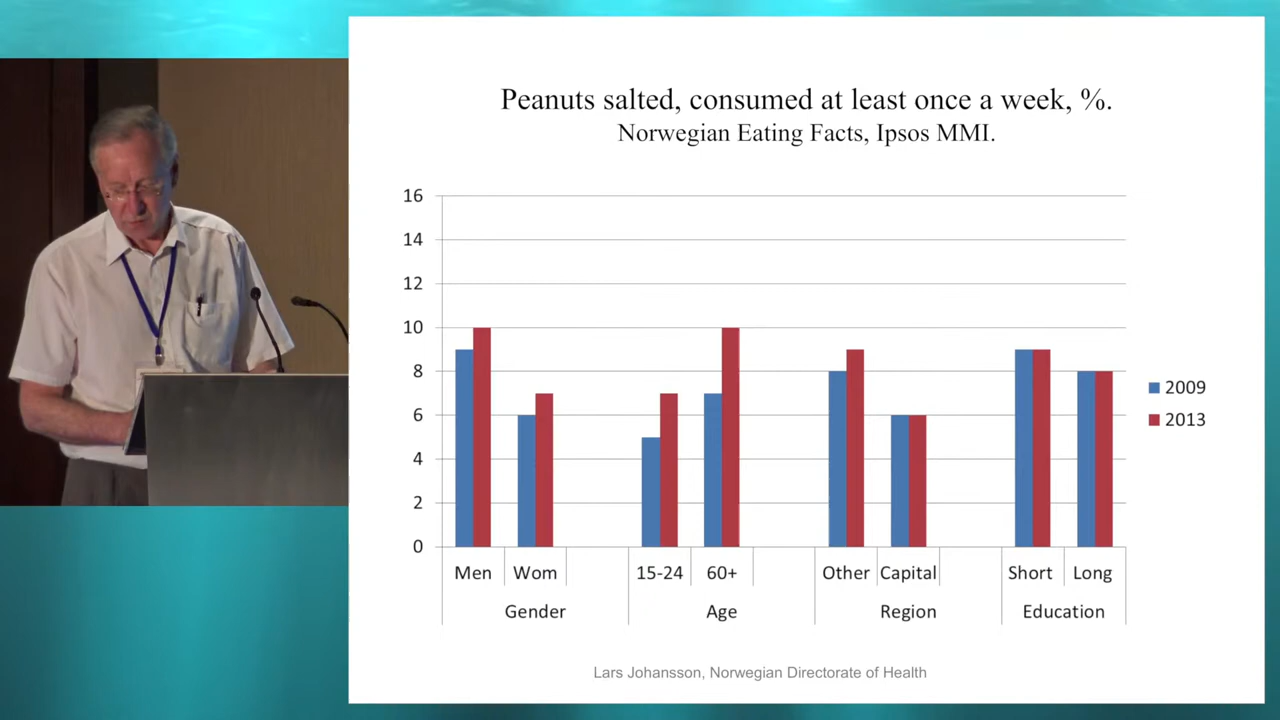 Peanuts salted, consumed at least once a week, %.
Norwegian Eating Facts, Ipsos MMI.
16
14
12
10
8
6
4
2
0
2009
2013
Men Wom 15-24 60+ Other Capital Short Long
Gender Age Region Education
Lars Johansson, Norwegian Directorate of Health